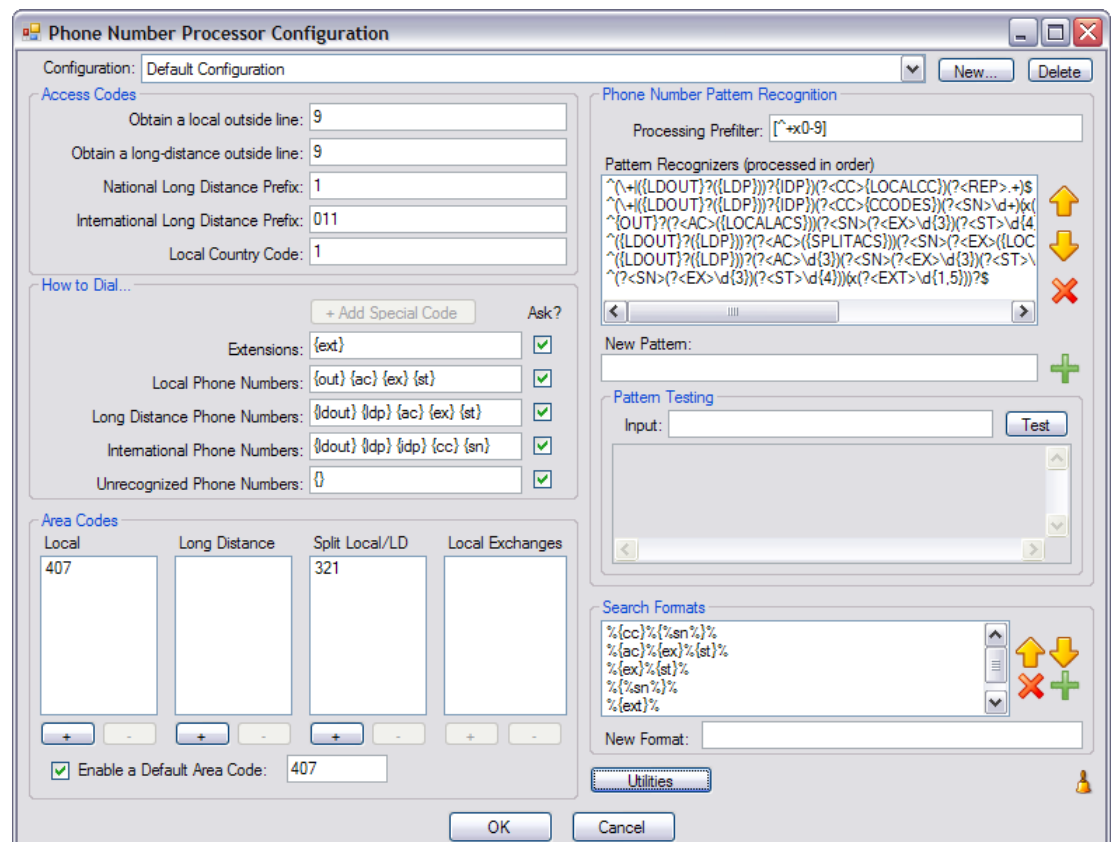 Phone Number Processor Configuration
Configuration: Default Configuration New... Delete
Access Codes
Obtain a local outside line: 9
Obtain a long-distance outside line: 9
National Long Distance Prefix: 1
International Long Distance Prefix: 011
Local Country Code: 1
How to Dial...
+ Add Special Code Ask?
Extensions: {ext}
Local Phone Numbers: {out} {ac} {ex} {st}
Long Distance Phone Numbers: {ldout} {ldp} {ac} {ex} {st}
International Phone Numbers: {ldout} {ldp} {idp} {cc} {sn}
Unrecognized Phone Numbers: {}
Area Codes
Local Long Distance Split Local/LD Local Exchanges
407 321
+ - + - + - + -
Enable a Default Area Code: 407
Phone Number Pattern Recognition
Processing Prefilter: [^+x0-9]
Pattern Recognizers (processed in order)
^(\+|({LDOUT}?({LDP}))?{IDP})(?<CC>{LOCALCC})(?<REP>.+)$
^(\+|({LDOUT}?({LDP}))?{IDP})(?<CC>{CCODES})(?<SN>\d+)(x(
^{OUT}?(?<AC>({LOCALACS}))(?<SN>(?<EX>\d{3})(?<ST>\d{4
^({LDOUT}?({LDP}))?(?<AC>({SPLITACS}))(?<SN>(?<EX>({LOC
^({LDOUT}?({LDP}))?(?<AC>\d{3})(?<SN>(?<EX>\d{3})(?<ST>\
^(?<SN>(?<EX>\d{3})(?<ST>\d{4}))(x(?<EXT>\d{1,5}))?$
New Pattern:
Pattern Testing
Input: Test
Search Formats
%{cc}%{%sn%}%
%{ac}%{ex}%{st}%
%{ex}%{st}%
%{%sn%}%
%{ext}%
New Format:
Utilities
OK Cancel